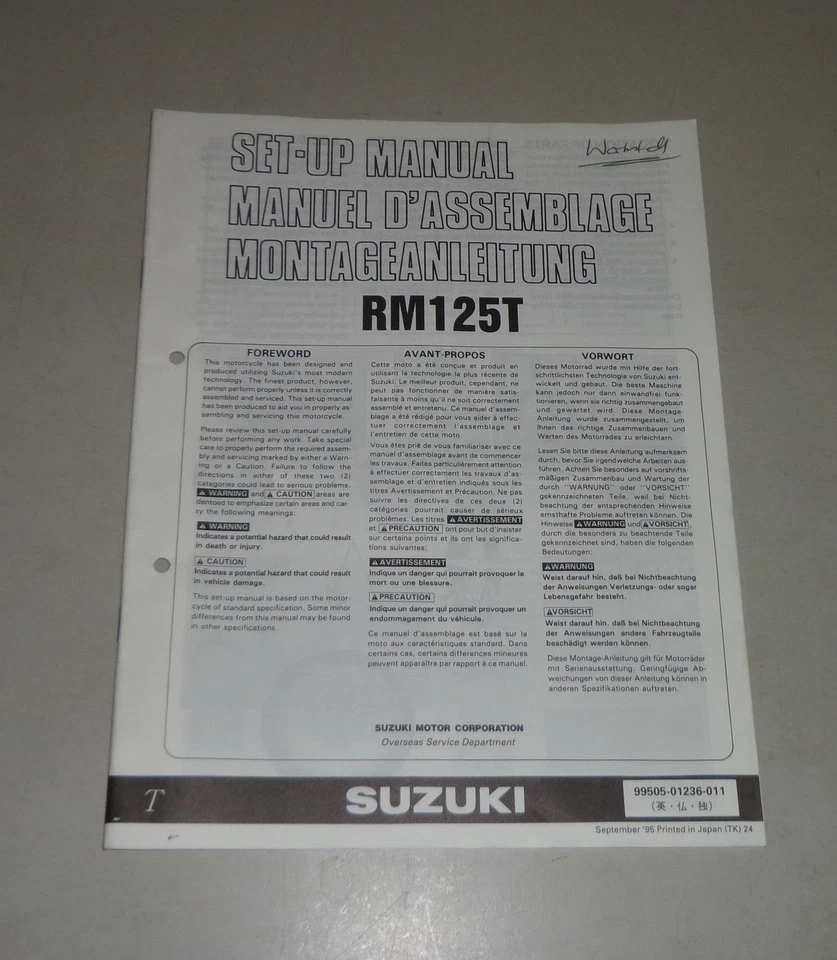 SET-UP MANUAL
MANUEL D'ASSEMBLAGE
MONTAGEANLEITUNG
RM125T
FOREWORD
This motorcycle has been designed and
produced utilizing Suzuki's most modern
technology. The finest product, however,
cannot perform properly unless it is correctly
assembled and serviced. This set-up manual
has been produced to aid you in properly as-
sembling and servicing this motorcycle.
Please review this set-up manual carefully
before performing any work. Take special
care to properly perform the required assem-
bly and servicing marked by either a Warn-
ing or a Caution. Failure to follow the
directions in either of these two (2)
categories could lead to serious problems.
⚠ WARNING and ⚠ CAUTION areas are
dentoed to emphasize certain areas and car-
ry the following meanings:
⚠ WARNING
Indicates a potential hazard that could result
in death or injury.
⚠ CAUTION
Indicates a potential hazard that could result
in vehicle damage.
This set-up manual is based on the motor-
cycle of standard specification. Some minor
differences from this manual may be found
in other specifications.
AVANT-PROPOS
Cette moto a été conçue et produit en
utilisant la technologie la plus récente de
Suzuki. Le meilleur produit, cependant, ne
peut pas fonctionner de manière satis-
faisante à moins qu'il ne soit correctement
assemblé et entretenu. Ce manuel d'assem-
blage a été rédigé pour vous aider à effec-
tuer correctement l'assemblage et
l'entretien de cette moto.
Vous êtes prié de vous familiariser avec ce
manuel d'assemblage avant de commencer
les travaux. Faites particulièrement attention
à effectuer correctement les travaux d'as-
semblage et d'entretien indiqués sous les
titres Avertissement et Précaution. Ne pas
suivre les directives de ces deux (2)
catégories pourrait causer de sérieux
problèmes. Les titres ⚠ AVERTISSEMENT
et ⚠ PRECAUTION ont pour but d'insister
sur certains points et ils ont les significa-
tions suivantes:
⚠ AVERTISSEMENT
Indique un danger qui pourrait provoquer la
mort ou une blessure.
⚠ PRECAUTION
Indique un danger qui pourrait provoquer un
endommagement du véhicule.
Ce manuel d'assemblage est basé sur la
moto aux caractéristiques standard. Dans
certains cas, certains différences mineures
peuvent apparaître par rapport à ce manuel.
VORWORT
Dieses Motorrad wurde mit Hilfe der fort-
schrittlichsten Technologie von Suzuki ent-
wickelt und gebaut. Die beste Maschine
kann jedoch nur dann einwandfrei funk-
tionieren, wenn sie richtig zusammengebaut
und gewartet wird. Diese Montage-
Anleitung wurde zusammengestellt, um
Ihnen das richtige Zusammenbauen und
Warten des Motorrades zu erleichtern.
Lesen Sie bitte diese Anleitung aufmerksam
durch, bevor Sie irgendwelche Arbeiten aus-
führen. Achten Sie besonders auf vorschrifts-
mäßigen Zusammenbau und Wartung der
durch "WARNUNG" oder "VORSICHT"
gekennzeichneten Teile, weil bei Nicht-
beachtung der entsprechenden Hinweise
ernsthafte Probleme auftreten können. Die
Hinweise ⚠WARNUNG und ⚠VORSICHT,
durch die besonders zu beachtende Teile
gekennzeichnet sind, haben die folgenden
Bedeutungen:
⚠WARNUNG
Weist darauf hin, daß bei Nichtbeachtung
der Anweisungen Verletzungs- oder sogar
Lebensgefahr besteht.
⚠VORSICHT
Weist darauf hin, daß bei Nichtbeachtung
der Anweisungen andere Fahrzeugteile
beschädigt werden können.
Diese Montage-Anleitung gilt für Motorräder
mit Serienausstattung. Geringfügige Ab-
weichungen von dieser Anleitung können in
anderen Spezifikationen auftreten.
SUZUKI MOTOR CORPORATION
Overseas Service Department
T
SUZUKI
99505-01236-011
(英・仏・独)
September '95 Printed in Japan (TK) 24